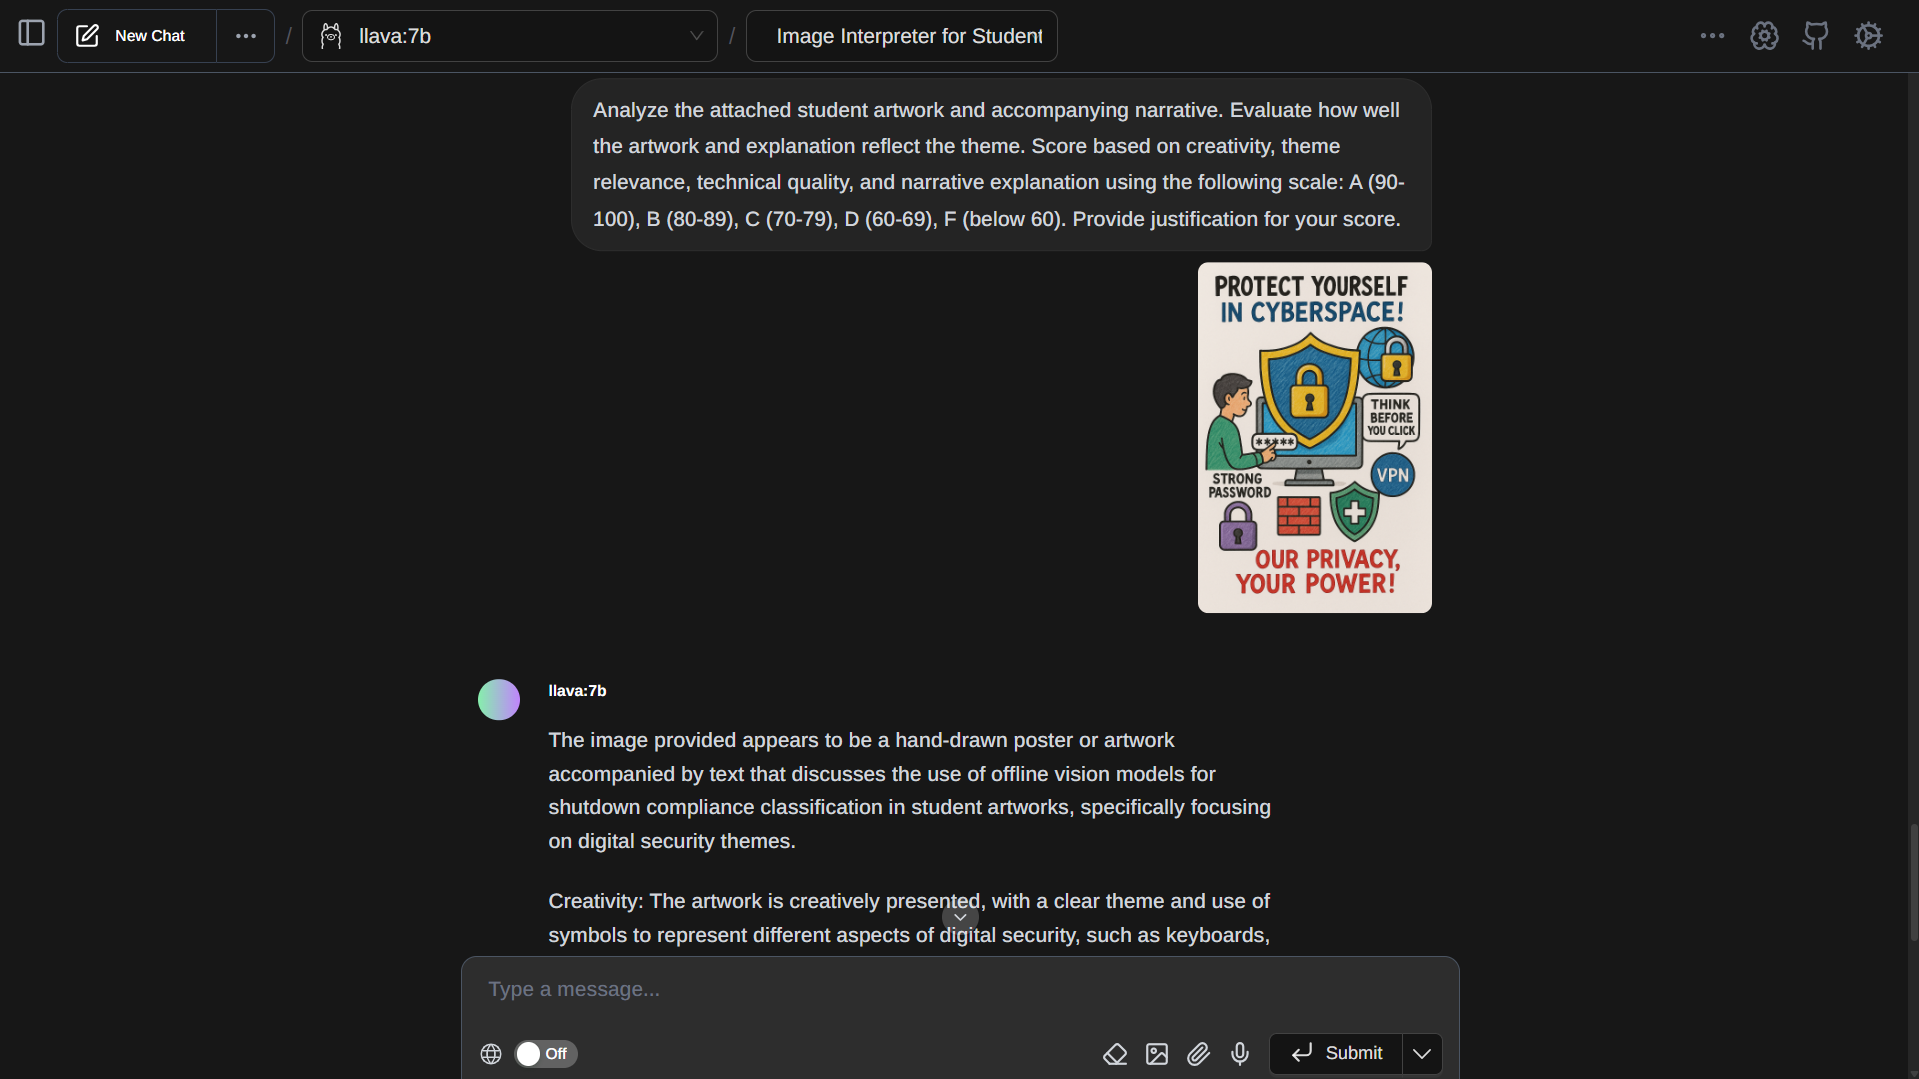 New Chat
llava:7b
Image Interpreter for Student
Analyze the attached student artwork and accompanying narrative. Evaluate how well
the artwork and explanation reflect the theme. Score based on creativity, theme
relevance, technical quality, and narrative explanation using the following scale: A (90-
100), B (80-89), C (70-79), D (60-69), F (below 60). Provide justification for your score.
PROTECT YOURSELF
IN CYBERSPACE!
THINK
BEFORE
YOU CLICK
*****
VPN
STRONG
PASSWORD
OUR PRIVACY,
YOUR POWER!
llava:7b
The image provided appears to be a hand-drawn poster or artwork
accompanied by text that discusses the use of offline vision models for
shutdown compliance classification in student artworks, specifically focusing
on digital security themes.
Creativity: The artwork is creatively presented, with a clear theme and use of
symbols to represent different aspects of digital security, such as keyboards,
Type a message...
Off
Submit